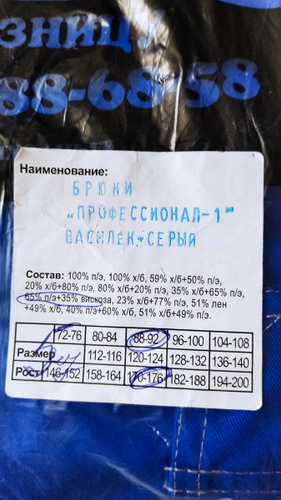 ЗНИЦУ
88-68-58
Наименование:
БРЮКИ
„ПРОФЕССИОНАЛ-1"
ВАСИЛЕК+СЕРЫЙ
Состав: 100% п/э, 100% х/б, 59% х/б+50% п/э,
20% х/б+80% п/э, 80% х/б+20% п/э, 35% х/б+65% п/э,
65% п/э+35% вискоза, 23% х/б+77% п/э, 51% лен
+49% х/б, 40% п/э+60% х/б, 51% х/б+49% п/э.
72-76 80-84 88-92 96-100 104-108
Размер 112-116 120-124 128-132 136-140
Рост 146-152 158-164 170-176 182-188 194-200